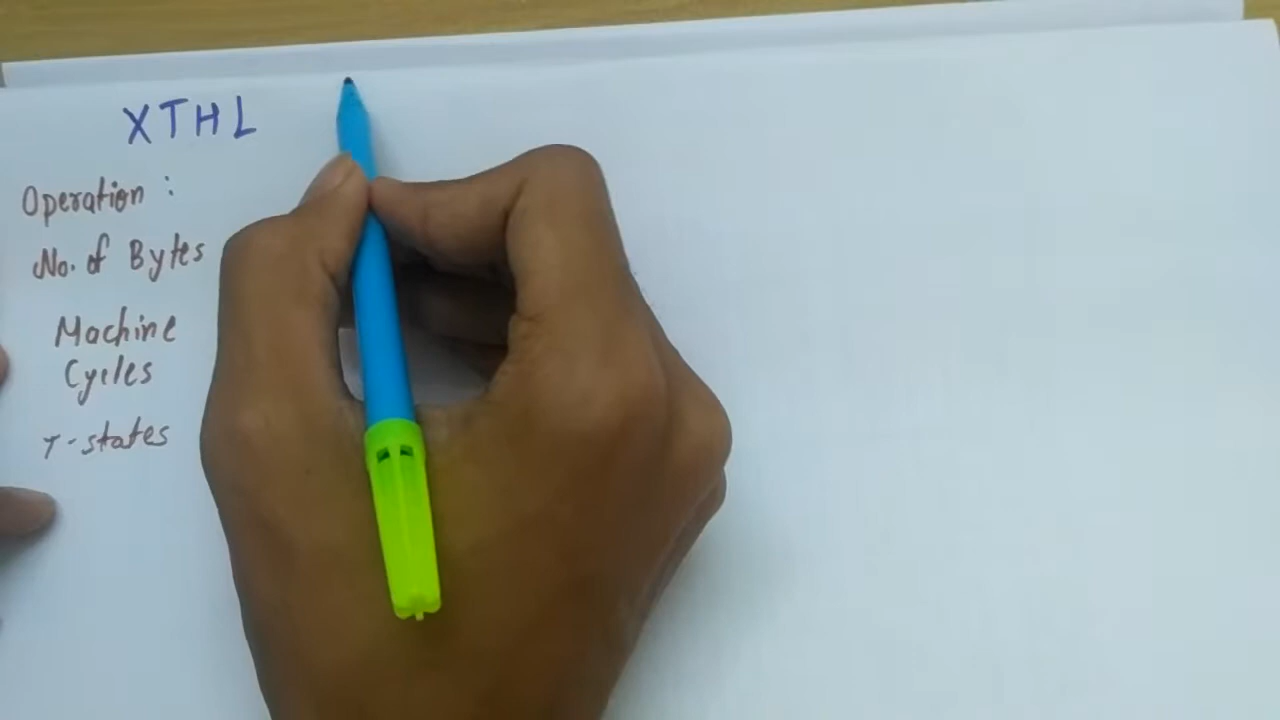 XTHL
Operation :
No. of Bytes
Machine
Cycles
T-states